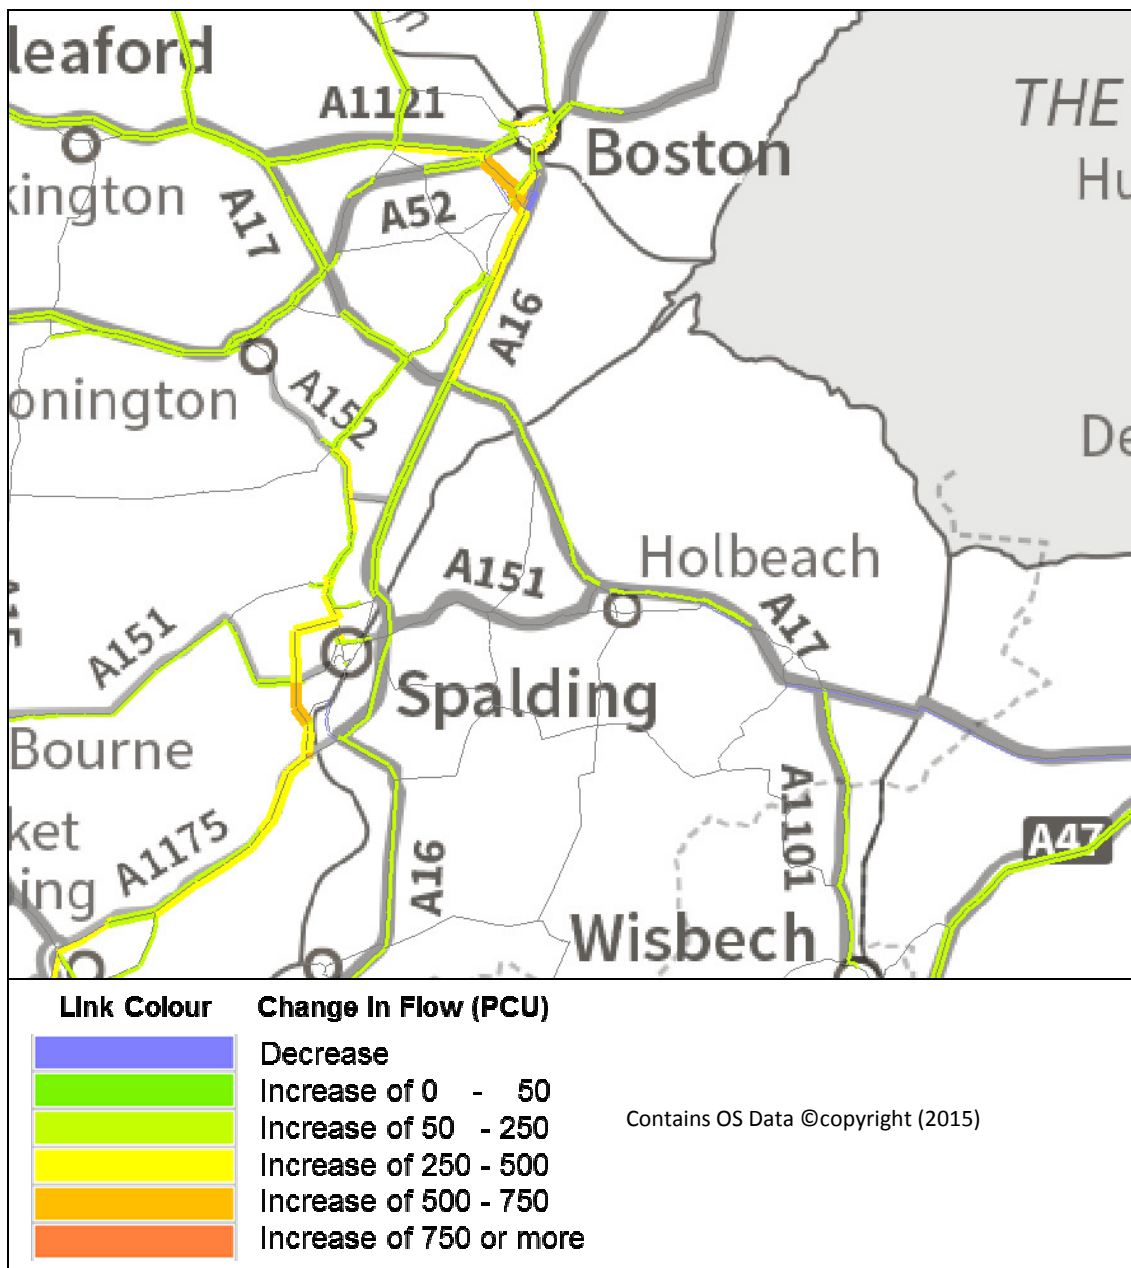 leaford
A1121
THE
Boston
Hu
kington
A17
A52
A16
A152
onington
De
Holbeach
A151
A17
A151
Spalding
Bourne
ket
ing
A1175
A16
A1101
A47
Wisbech
Link Colour Change In Flow (PCU)
Decrease
Increase of 0 - 50
Increase of 50 - 250
Increase of 250 - 500
Increase of 500 - 750
Increase of 750 or more
Contains OS Data ©copyright (2015)